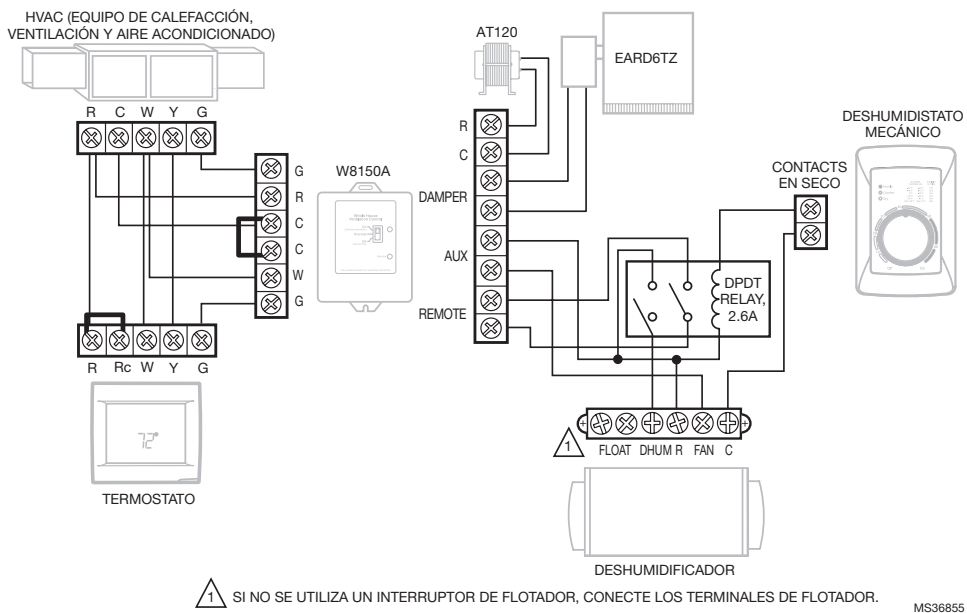 HVAC (EQUIPO DE CALEFACCIÓN,
VENTILACIÓN Y AIRE ACONDICIONADO)
R C W Y G
G
R
C
C
W
G
W8150A
R Rc W Y G
72°
TERMOSTATO
AT120
EARD6TZ
R
C
DAMPER
AUX
REMOTE
DPDT
RELAY,
2.6A
CONTACTS
EN SECO
DESHUMIDISTATO
MECÁNICO
1
FLOAT DHUM R FAN C
DESHUMIDIFICADOR
1 SI NO SE UTILIZA UN INTERRUPTOR DE FLOTADOR, CONECTE LOS TERMINALES DE FLOTADOR.
MS36855